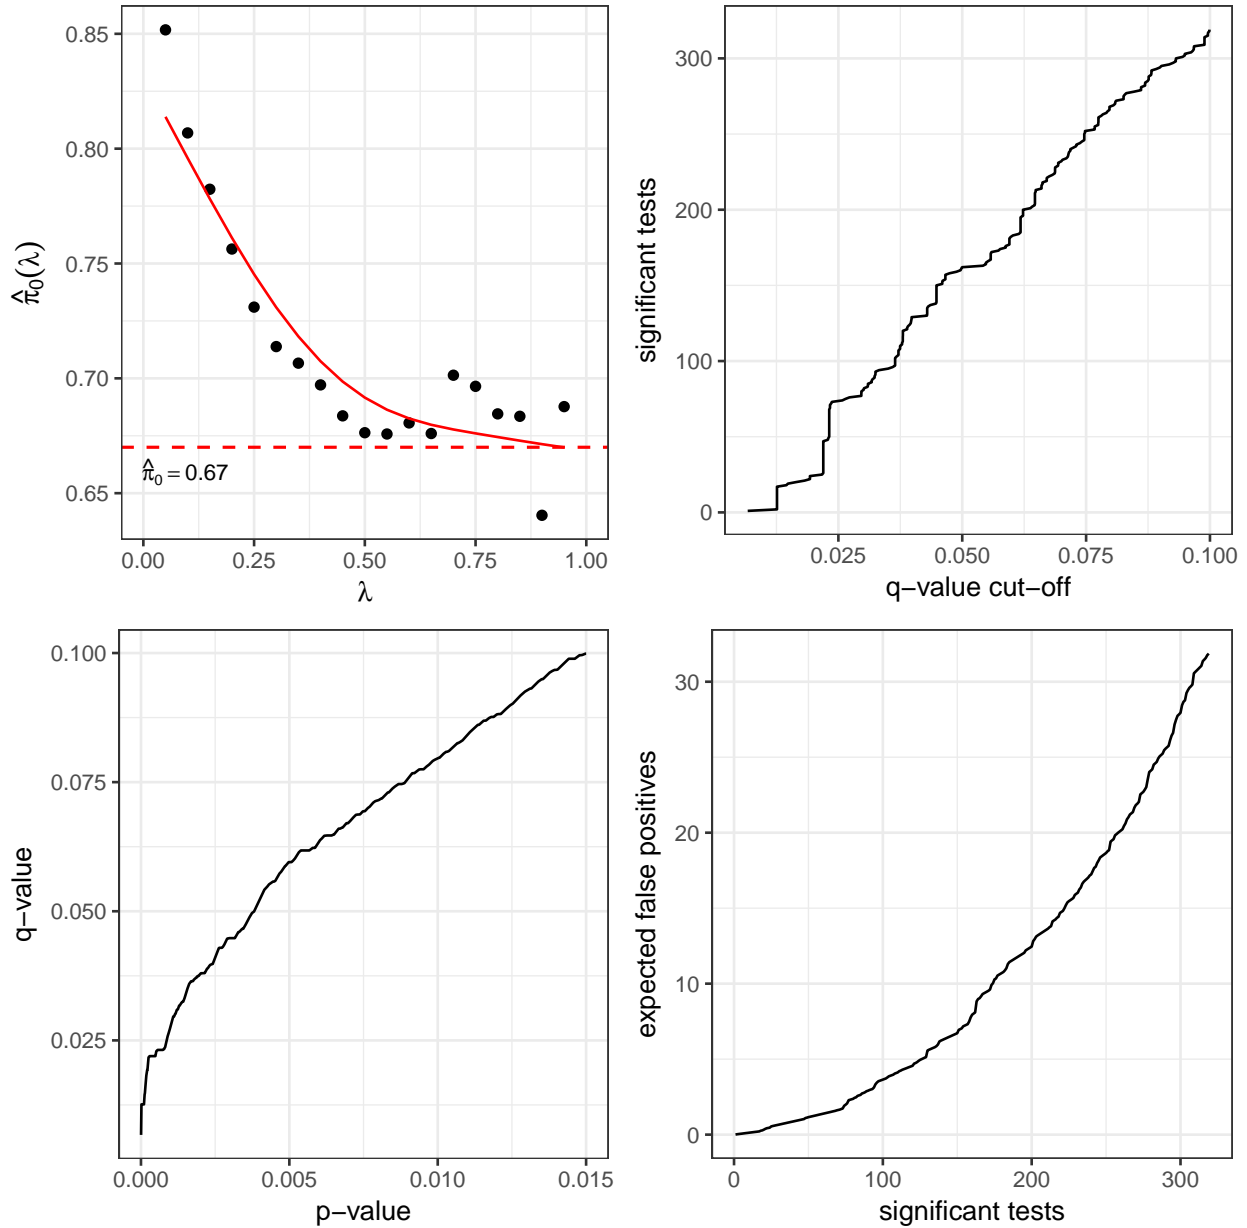 0.85
0.80
0.75
0.70
0.65
π̂₀(λ)
π̂₀ = 0.67
0.00 0.25 0.50 0.75 1.00
λ
300
200
100
0
significant tests
0.025 0.050 0.075 0.100
q−value cut−off
0.100
0.075
0.050
0.025
q−value
0.000 0.005 0.010 0.015
p−value
30
20
10
0
expected false positives
0 100 200 300
significant tests